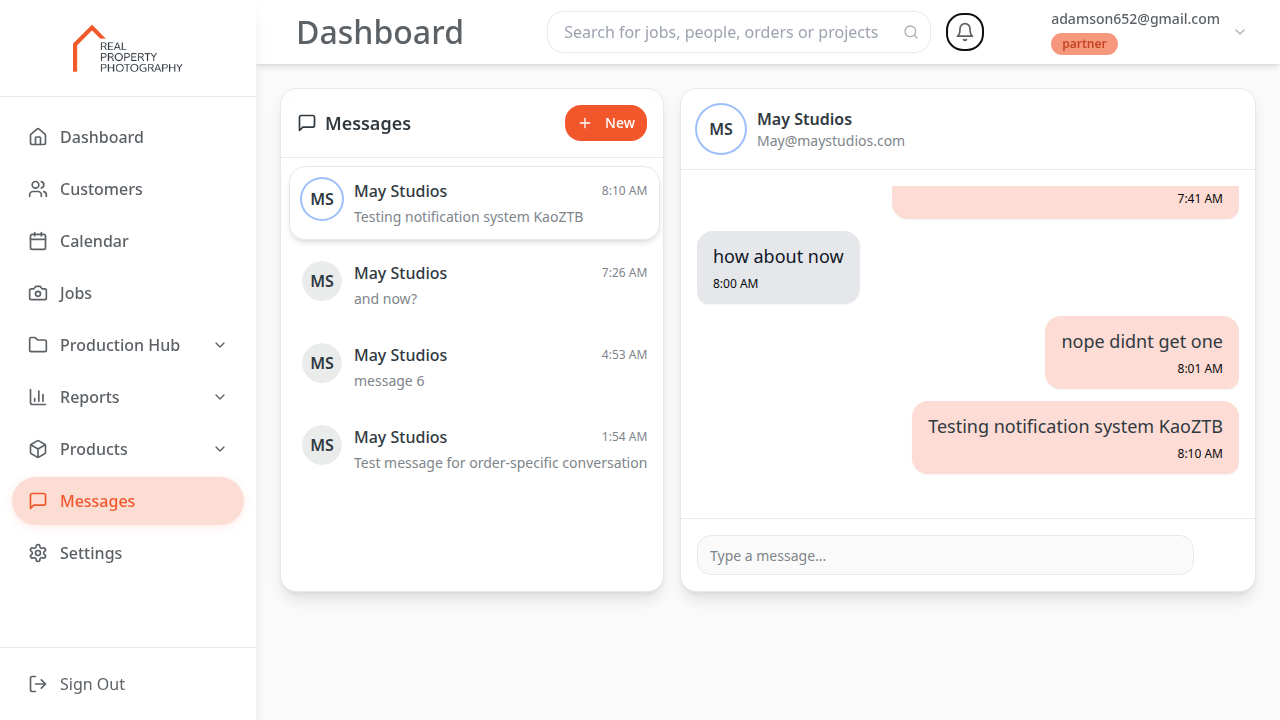 REAL
PROPERTY
PHOTOGRAPHY
Dashboard
Customers
Calendar
Jobs
Production Hub
Reports
Products
Messages
Settings
Sign Out
Dashboard
Search for jobs, people, orders or projects
adamson652@gmail.com
partner
Messages
New
MS
May Studios
8:10 AM
Testing notification system KaoZTB
MS
May Studios
7:26 AM
and now?
MS
May Studios
4:53 AM
message 6
MS
May Studios
1:54 AM
Test message for order-specific conversation
MS
May Studios
May@maystudios.com
7:41 AM
how about now
8:00 AM
nope didnt get one
8:01 AM
Testing notification system KaoZTB
8:10 AM
Type a message...